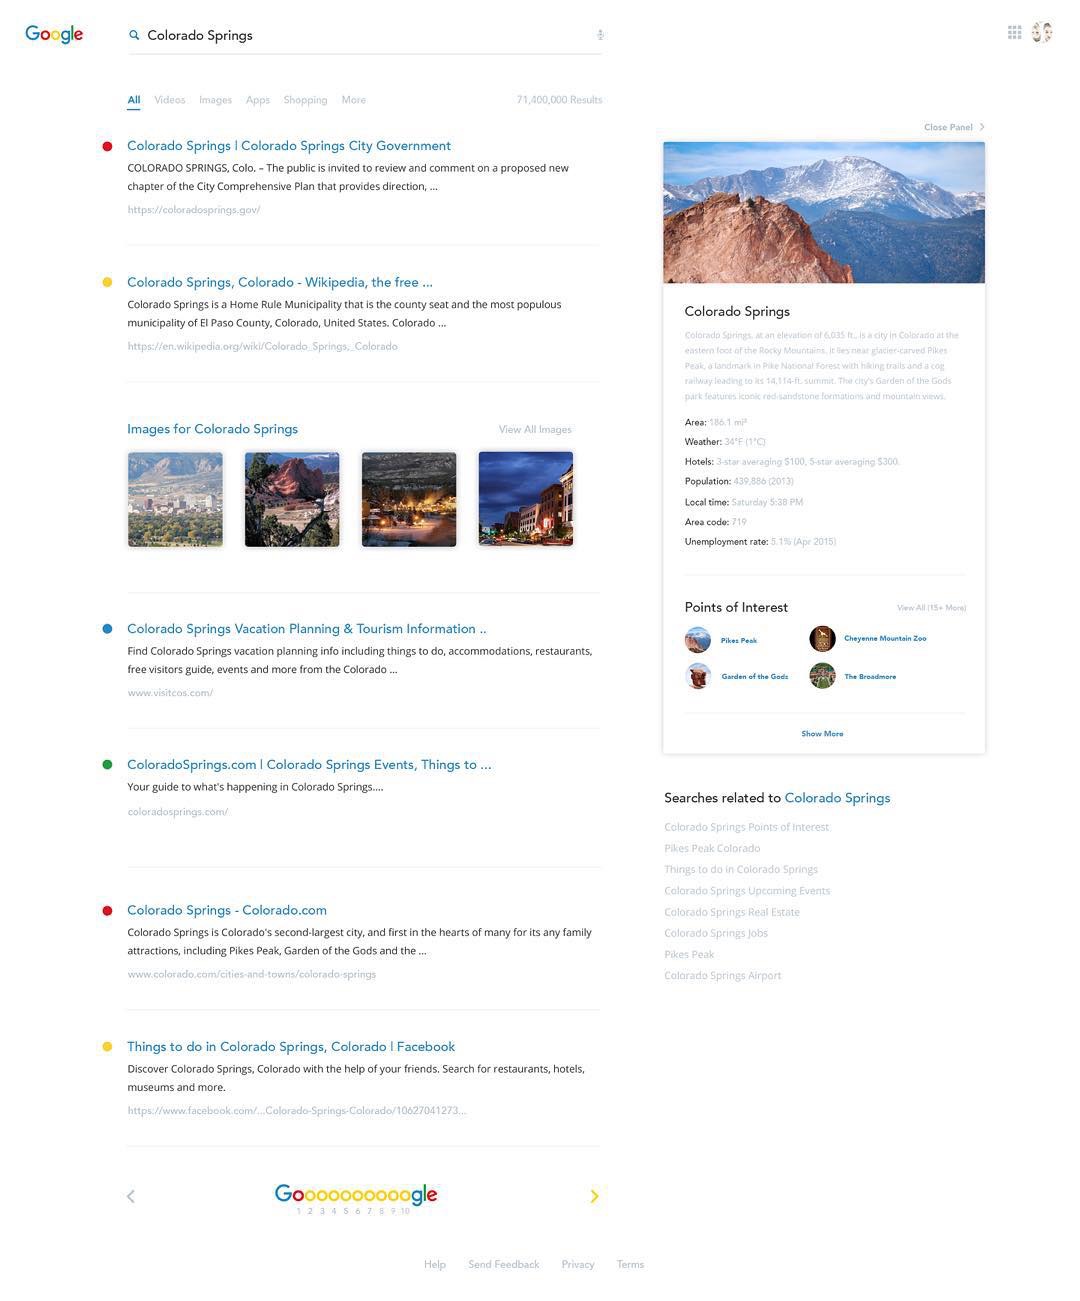 Google
Colorado Springs
All Videos Images Apps Shopping More
71,400,000 Results
Colorado Springs | Colorado Springs City Government
COLORADO SPRINGS, Colo. – The public is invited to review and comment on a proposed new
chapter of the City Comprehensive Plan that provides direction, ...
https://coloradosprings.gov/
Colorado Springs, Colorado - Wikipedia, the free ...
Colorado Springs is a Home Rule Municipality that is the county seat and the most populous
municipality of El Paso County, Colorado, United States. Colorado ...
https://en.wikipedia.org/wiki/Colorado_Springs,_Colorado
Images for Colorado Springs
View All Images
Colorado Springs Vacation Planning & Tourism Information ..
Find Colorado Springs vacation planning info including things to do, accommodations, restaurants,
free visitors guide, events and more from the Colorado ...
www.visitcos.com/
ColoradoSprings.com | Colorado Springs Events, Things to ...
Your guide to what's happening in Colorado Springs....
coloradosprings.com/
Colorado Springs - Colorado.com
Colorado Springs is Colorado's second-largest city, and first in the hearts of many for its any family
attractions, including Pikes Peak, Garden of the Gods and the ...
www.colorado.com/cities-and-towns/colorado-springs
Things to do in Colorado Springs, Colorado | Facebook
Discover Colorado Springs, Colorado with the help of your friends. Search for restaurants, hotels,
museums and more.
https://www.facebook.com/...Colorado-Springs-Colorado/10627041273...
Close Panel
Colorado Springs
Colorado Springs, at an elevation of 6,035 ft., is a city in Colorado at the
eastern foot of the Rocky Mountains. It lies near glacier-carved Pikes
Peak, a landmark in Pike National Forest with hiking trails and a cog
railway leading to its 14,114-ft. summit. The city's Garden of the Gods
park features iconic red-sandstone formations and mountain views.
Area: 186.1 mi²
Weather: 34°F (1°C)
Hotels: 3-star averaging $100, 5-star averaging $300.
Population: 439,886 (2013)
Local time: Saturday 5:38 PM
Area code: 719
Unemployment rate: 5.1% (Apr 2015)
Points of Interest
View All (15+ More)
Pikes Peak
Cheyenne Mountain Zoo
Garden of the Gods
The Broadmore
Show More
Searches related to Colorado Springs
Colorado Springs Points of Interest
Pikes Peak Colorado
Things to do in Colorado Springs
Colorado Springs Upcoming Events
Colorado Springs Real Estate
Colorado Springs Jobs
Pikes Peak
Colorado Springs Airport
Goooooooooogle
1 2 3 4 5 6 7 8 9 10
Help Send Feedback Privacy Terms